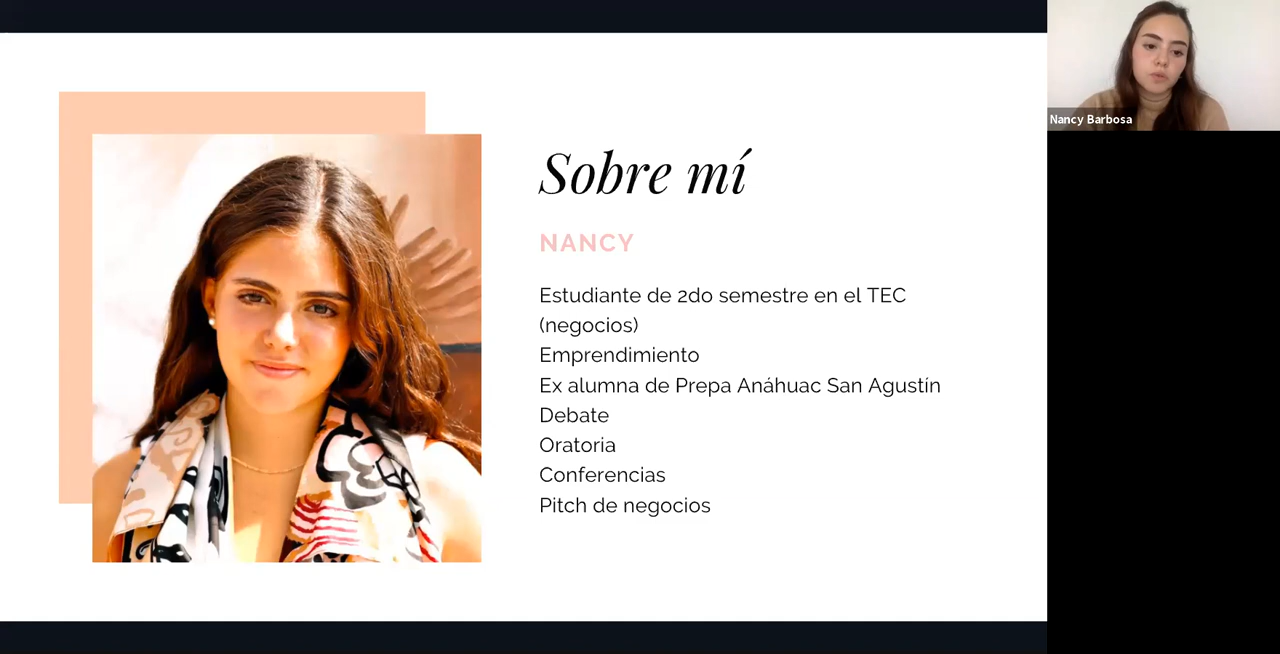 Sobre mí
NANCY
Estudiante de 2do semestre en el TEC
(negocios)
Emprendimiento
Ex alumna de Prepa Anáhuac San Agustín
Debate
Oratoria
Conferencias
Pitch de negocios
Nancy Barbosa